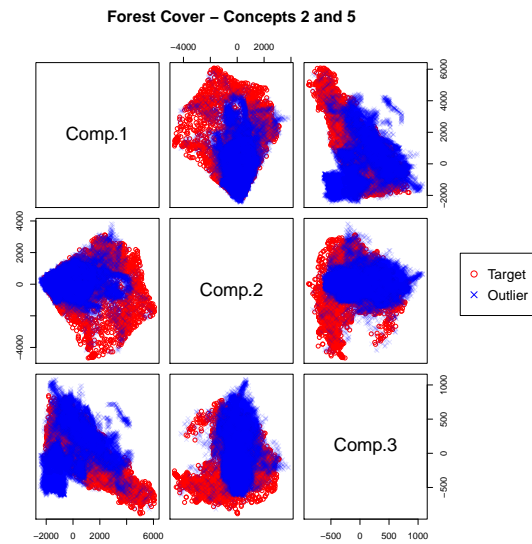 Forest Cover − Concepts 2 and 5
−4000 0 2000
Comp.1
−2000 0 2000 4000 6000
−4000 0 2000 4000
Comp.2
Target
Outlier
−2000 0 2000 4000 6000
Comp.3
−500 0 500 1000
−500 0 500 1000